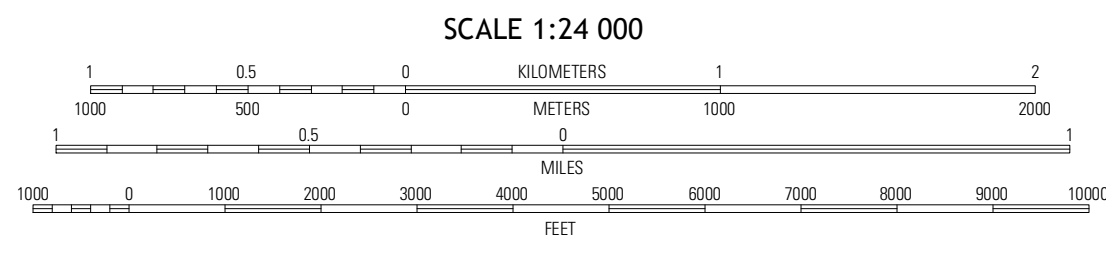 SCALE 1:24 000
1 0.5 0 KILOMETERS 1 2
1000 500 0 METERS 1000 2000
1 0.5 0 1
MILES
1000 0 1000 2000 3000 4000 5000 6000 7000 8000 9000 10000
FEET